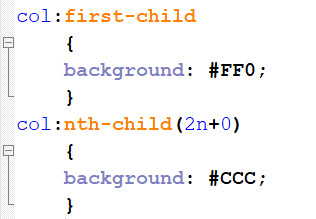 col:first-child
{
background: #FF0;
}
col:nth-child(2n+0)
{
background: #CCC;
}